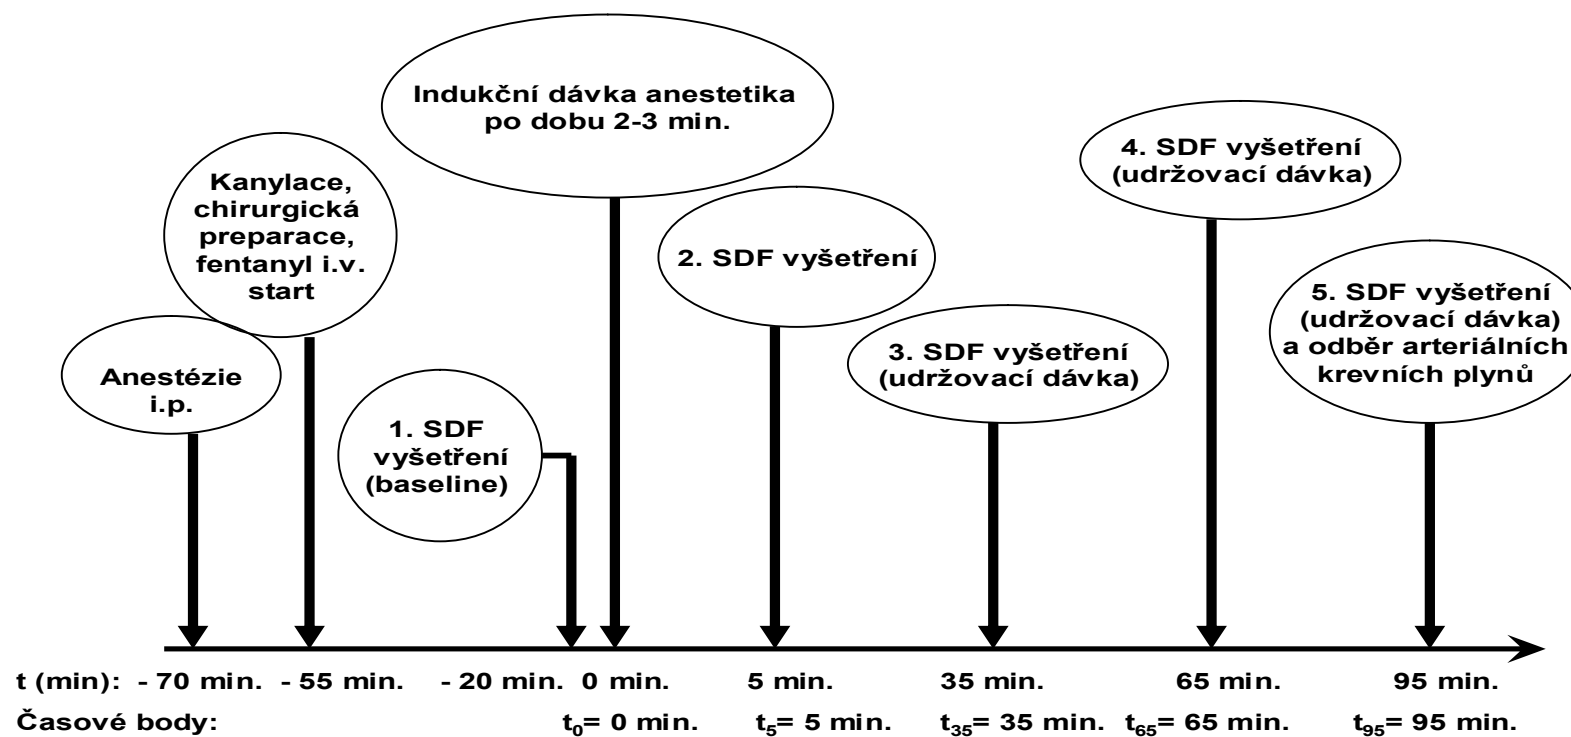 Indukční dávka anestetika
po dobu 2-3 min.
Kanylace,
chirurgická
preparace,
fentanyl i.v.
start
Anestézie
i.p.
1. SDF
vyšetření
(baseline)
2. SDF vyšetření
3. SDF vyšetření
(udržovací dávka)
4. SDF vyšetření
(udržovací dávka)
5. SDF vyšetření
(udržovací dávka)
a odběr arteriálních
krevních plynů
t (min): - 70 min. - 55 min. - 20 min. 0 min. 5 min. 35 min. 65 min. 95 min.
Časové body: t0= 0 min. t5= 5 min. t35= 35 min. t65= 65 min. t95= 95 min.